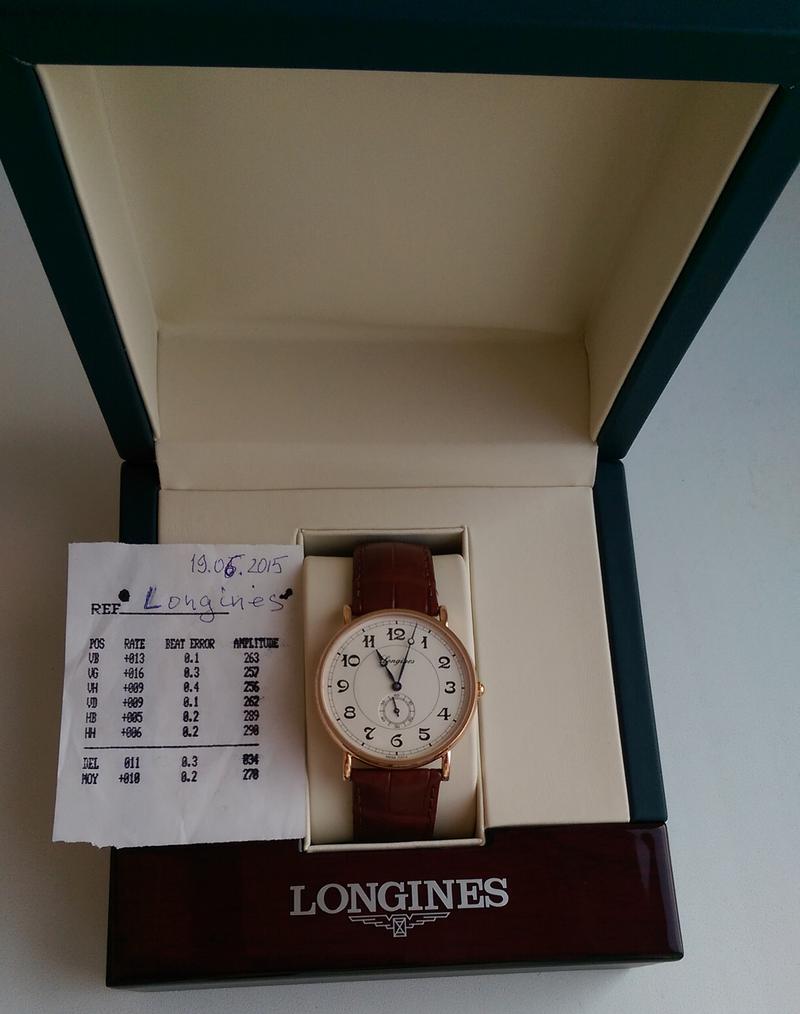 19.06.2015
REF Longines
POS RATE BEAT ERROR AMPLITUDE
VB +013 0.1 263
VG +016 0.3 257
VH +009 0.4 256
VD +009 0.1 262
HB +005 0.2 289
HH +006 0.2 290
DEL 011 0.3 034
MOY +010 0.2 270
12
11 1
10 Longines 2
9 3
8 4
7 5
6
LONGINES